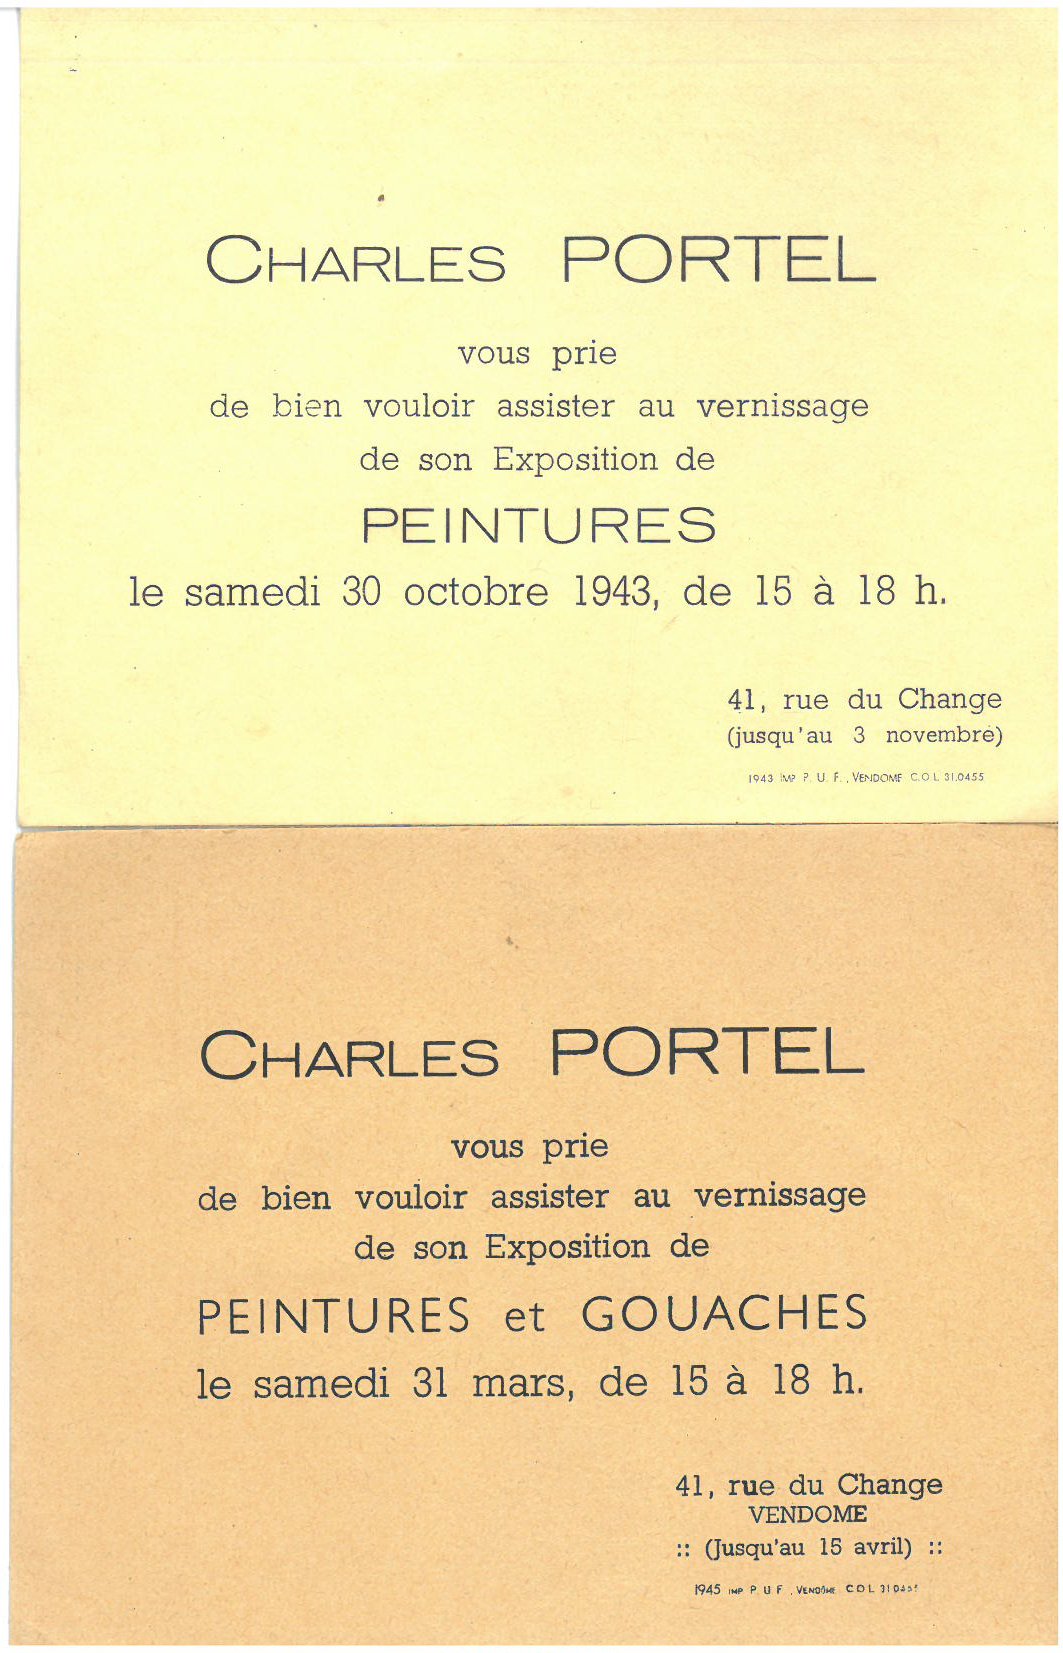 CHARLES PORTEL
vous prie
de bien vouloir assister au vernissage
de son Exposition de
PEINTURES
le samedi 30 octobre 1943, de 15 à 18 h.
41, rue du Change
(jusqu'au 3 novembre)
1943 IMP P. U. F., VENDOME C.O.L 31.0455
CHARLES PORTEL
vous prie
de bien vouloir assister au vernissage
de son Exposition de
PEINTURES et GOUACHES
le samedi 31 mars, de 15 à 18 h.
41, rue du Change
VENDOME
:: (Jusqu'au 15 avril) ::
1945 IMP P U F , VENDÔME C O L